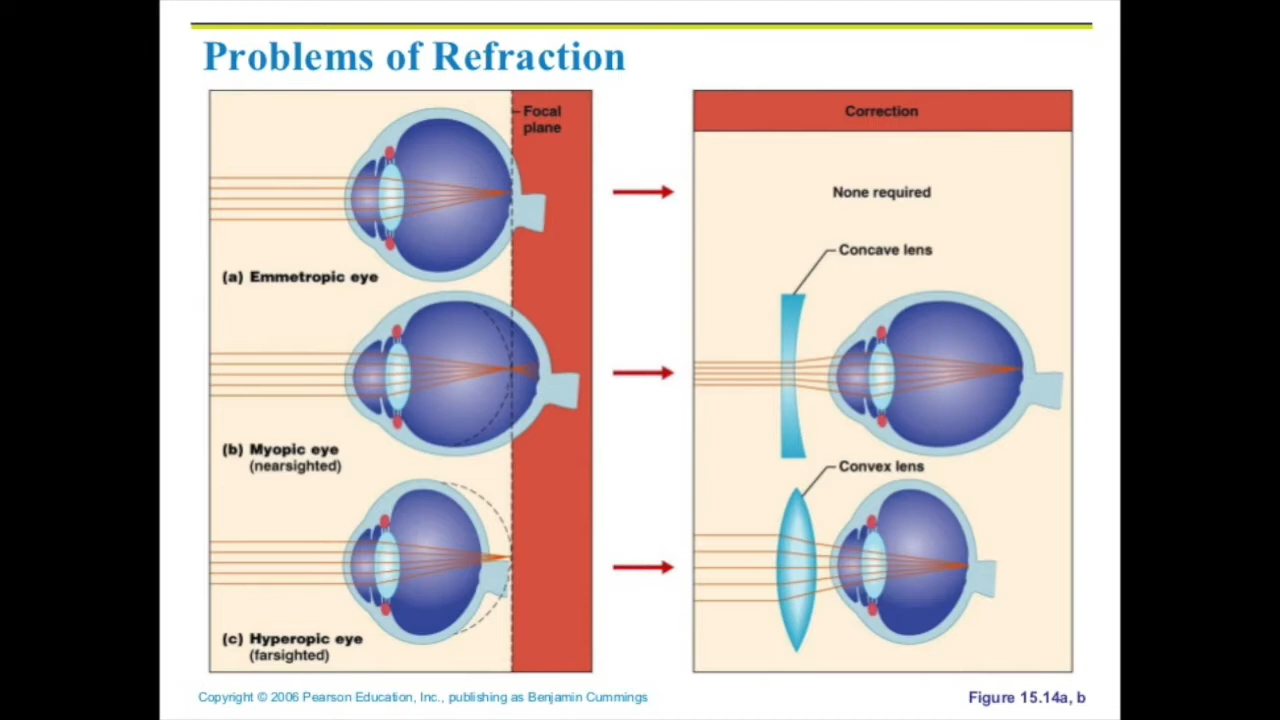 Problems of Refraction
Focal
plane
(a) Emmetropic eye
(b) Myopic eye
(nearsighted)
(c) Hyperopic eye
(farsighted)
Correction
None required
Concave lens
Convex lens
Copyright © 2006 Pearson Education, Inc., publishing as Benjamin Cummings
Figure 15.14a, b